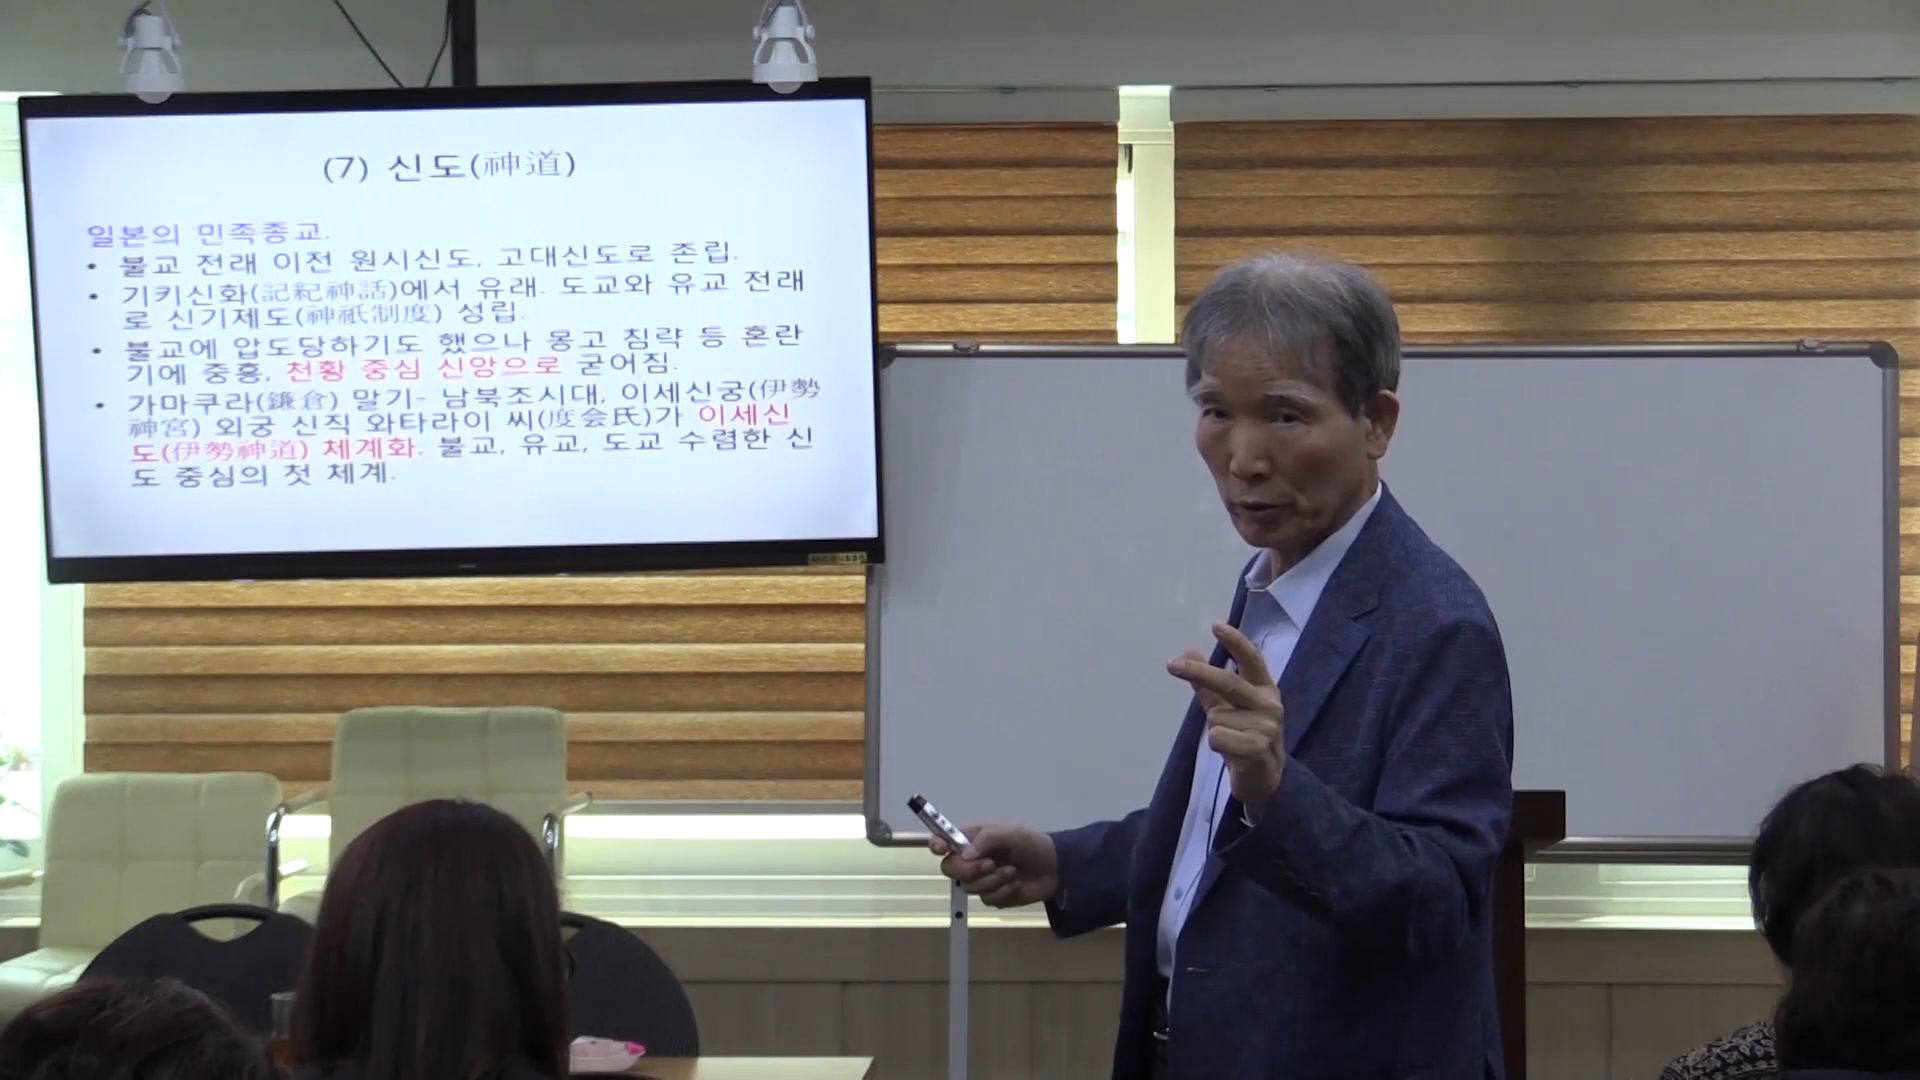 (7) 신도(神道)
일본의 민족종교.
• 불교 전래 이전 원시신도, 고대신도로 존립.
• 기키신화(記紀神話)에서 유래. 도교와 유교 전래
로 신기제도(神祇制度) 성립.
• 불교에 압도당하기도 했으나 몽고 침략 등 혼란
기에 중흥, 천황 중심 신앙으로 굳어짐.
• 가마쿠라(鎌倉) 말기- 남북조시대, 이세신궁(伊勢
神宮) 외궁 신직 와타라이 씨(度会氏)가 이세신
도(伊勢神道) 체계화. 불교, 유교, 도교 수렴한 신
도 중심의 첫 체계.